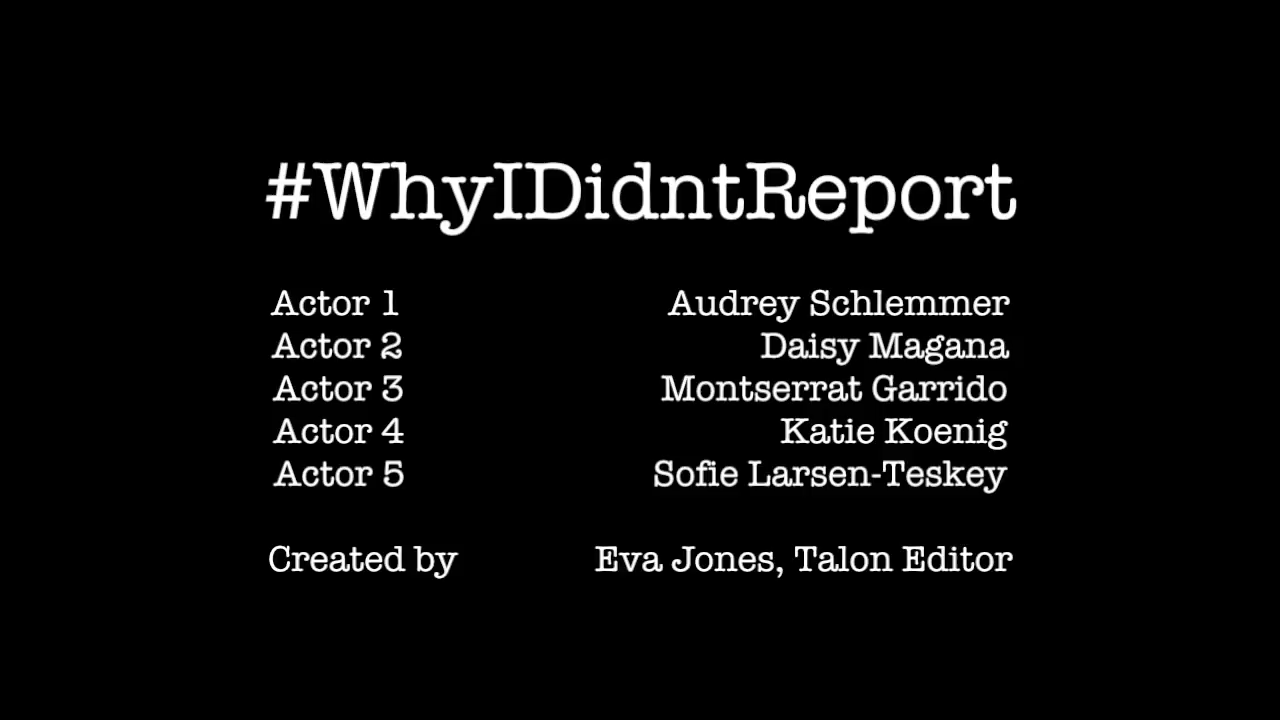 #WhyIDidntReport
Actor 1 Audrey Schlemmer
Actor 2 Daisy Magana
Actor 3 Montserrat Garrido
Actor 4 Katie Koenig
Actor 5 Sofie Larsen-Teskey
Created by Eva Jones, Talon Editor